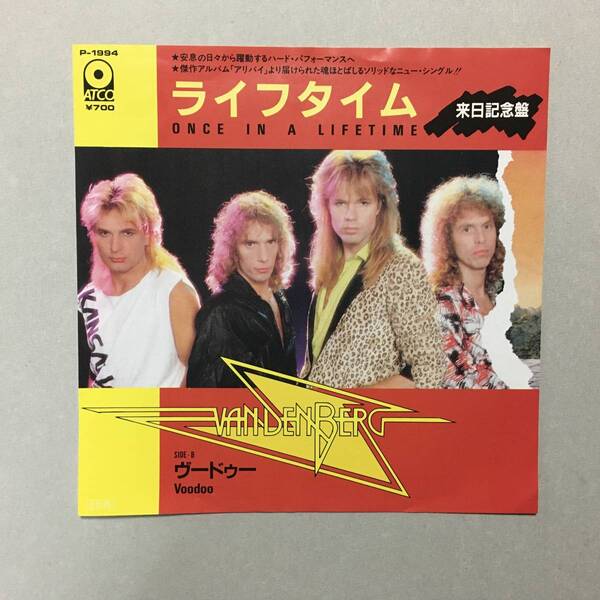 P-1994
ATCO
¥700
★安息の日々から躍動するハード・パフォーマンスへ
★傑作アルバム「アリバイ」より届けられた魂ほとばしるソリッドなニュー・シングル!!
ライフタイム
ONCE IN A LIFETIME
来日記念盤
KANSA
VANDENBERG
SIDE-B
ヴードゥー
Voodoo